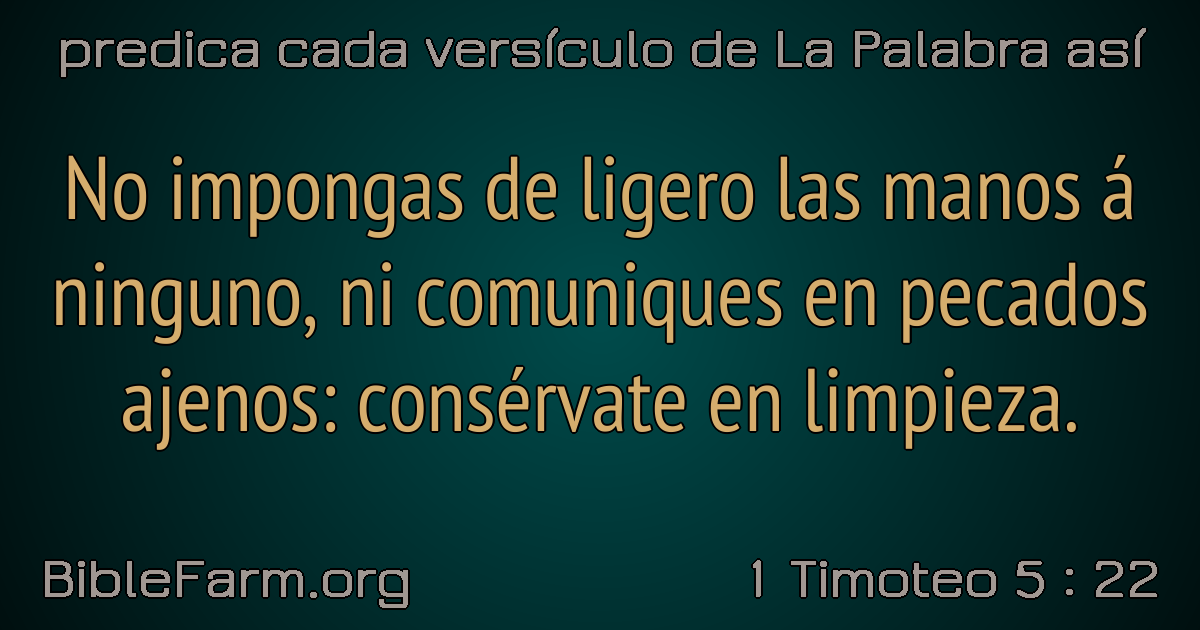 predica cada versículo de La Palabra así
No impongas de ligero las manos á
ninguno, ni comuniques en pecados
ajenos: consérvate en limpieza.
BibleFarm.org
1 Timoteo 5 : 22